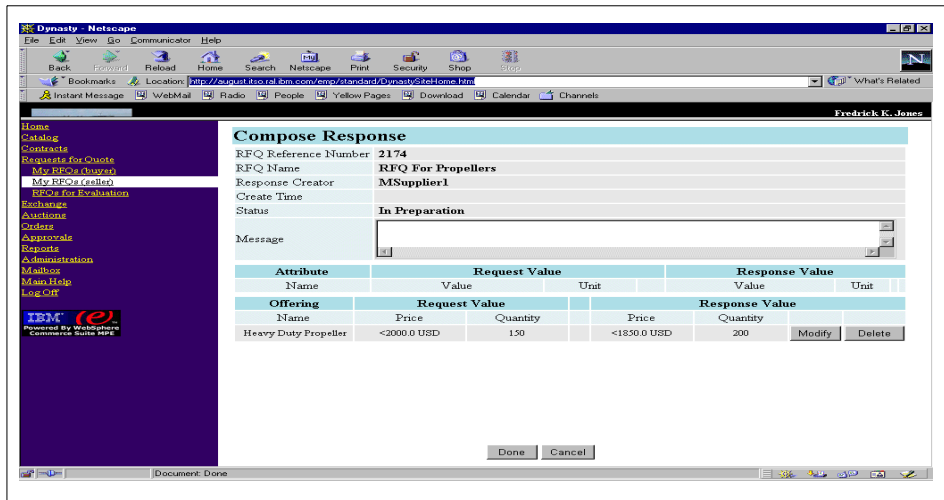 Dynasty - Netscape
File Edit View Go Communicator Help
Back Forward Reload Home Search Netscape Print Security Shop Stop
Bookmarks Location: http://august.itso.ral.ibm.com/emp/standard/DynastySiteHome.htm What's Related
Instant Message WebMail Radio People Yellow Pages Download Calendar Channels
Fredrick K. Jones
Home
Catalog
Contracts
Requests for Quote
My RFQs (buyer)
My RFQs (seller)
RFQs for Evaluation
Exchange
Auctions
Orders
Approvals
Reports
Administration
Mailbox
Main Help
Log Off
IBM
Powered By WebSphere
Commerce Suite MPE
Compose Response
RFQ Reference Number 2174
RFQ Name RFQ For Propellers
Response Creator MSupplier1
Create Time
Status In Preparation
Message
Attribute Request Value Response Value
Name Value Unit Value Unit
Offering Request Value Response Value
Name Price Quantity Price Quantity
Heavy Duty Propeller <2000.0 USD 150 <1850.0 USD 200 Modify Delete
Done Cancel
Document: Done